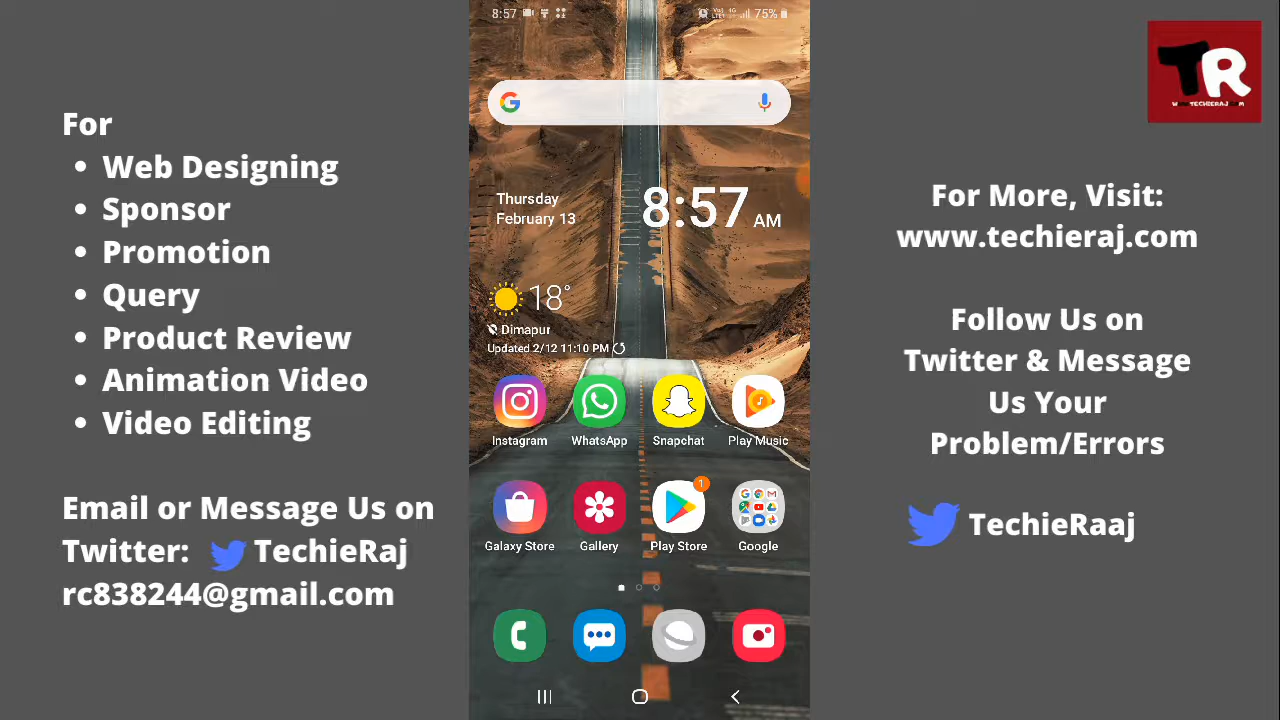 For
• Web Designing
• Sponsor
• Promotion
• Query
• Product Review
• Animation Video
• Video Editing
Email or Message Us on
Twitter: TechieRaj
rc838244@gmail.com
8:57
75%
Thursday
February 13
8:57 AM
18°
Dimapur
Updated 2/12 11:10 PM
Instagram WhatsApp Snapchat Play Music
1
Galaxy Store Gallery Play Store Google
TR
WWW.TECHIERAJ.COM
For More, Visit:
www.techieraj.com
Follow Us on
Twitter & Message
Us Your
Problem/Errors
TechieRaaj